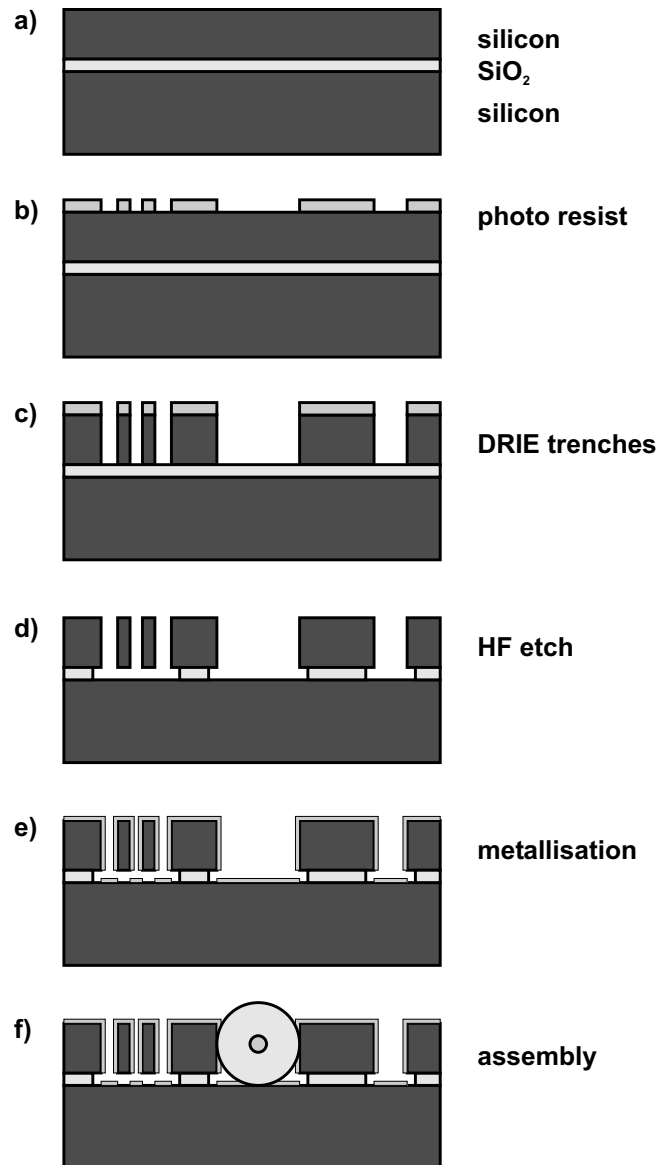 a)
silicon
SiO₂
silicon
b)
photo resist
c)
DRIE trenches
d)
HF etch
e)
metallisation
f)
assembly